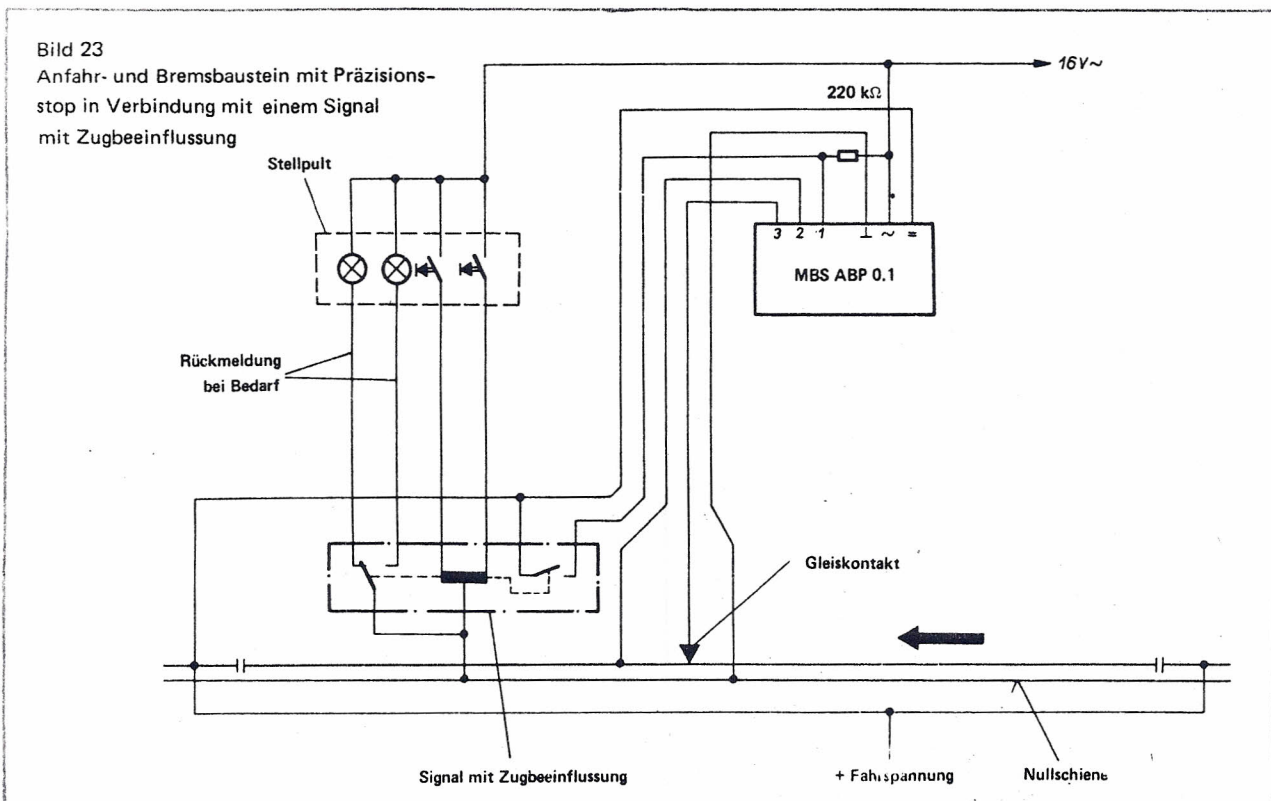 Bild 23
Anfahr- und Bremsbaustein mit Präzisions-
stop in Verbindung mit einem Signal
mit Zugbeeinflussung
16V~
220 kΩ
Stellpult
3 2 1 ⊥ ~ =
MBS ABP 0.1
Rückmeldung
bei Bedarf
Gleiskontakt
Signal mit Zugbeeinflussung
+ Fahrspannung
Nullschiene